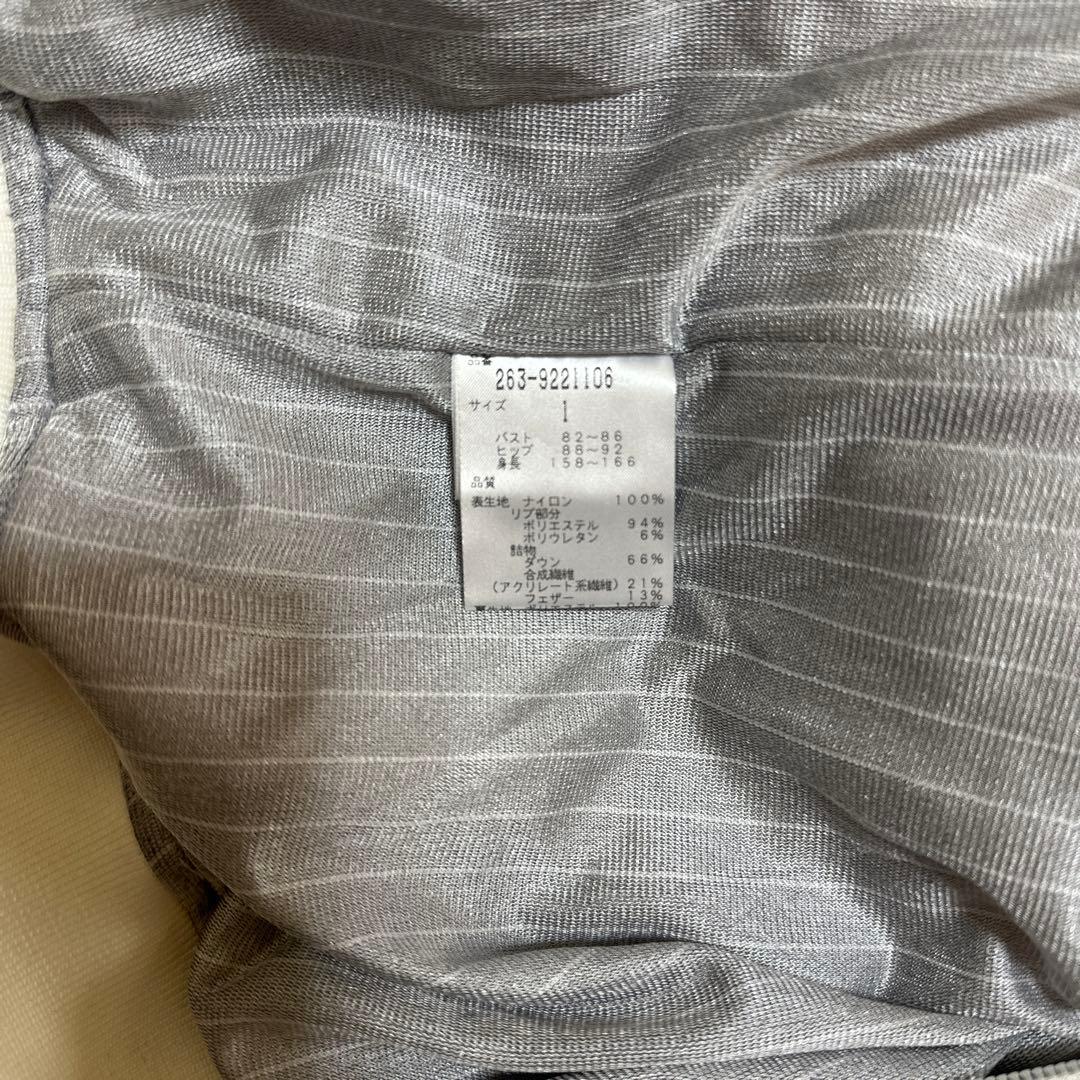 品番
263-9221106
サイズ 1
バスト 82～86
ヒップ 86～92
身長 158～166
品質
表生地 ナイロン 100%
リブ部分
ポリエステル 94%
ポリウレタン 6%
詰物
ダウン 66%
合成繊維
(アクリレート系繊維) 21%
フェザー 13%